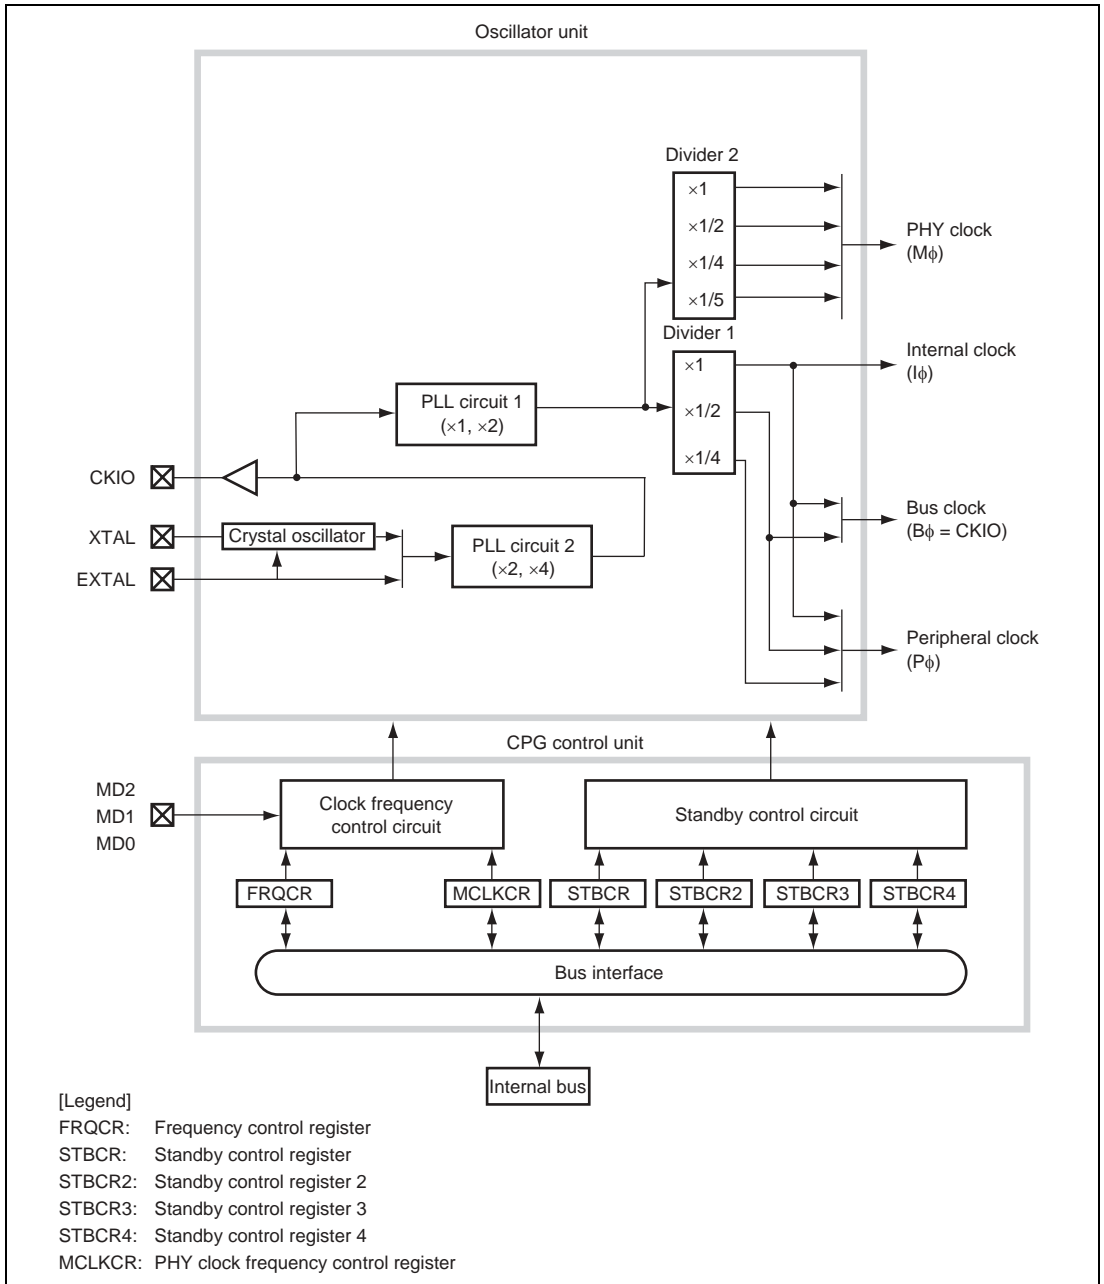 Oscillator unit
Divider 2
×1
×1/2
×1/4
×1/5
PHY clock
(Mϕ)
Divider 1
×1
×1/2
×1/4
Internal clock
(Iϕ)
PLL circuit 1
(×1, ×2)
CKIO
Bus clock
(Bϕ = CKIO)
XTAL
Crystal oscillator
EXTAL
PLL circuit 2
(×2, ×4)
Peripheral clock
(Pϕ)
CPG control unit
MD2
MD1
MD0
Clock frequency
control circuit
Standby control circuit
FRQCR
MCLKCR
STBCR
STBCR2
STBCR3
STBCR4
Bus interface
Internal bus
[Legend]
FRQCR: Frequency control register
STBCR: Standby control register
STBCR2: Standby control register 2
STBCR3: Standby control register 3
STBCR4: Standby control register 4
MCLKCR: PHY clock frequency control register